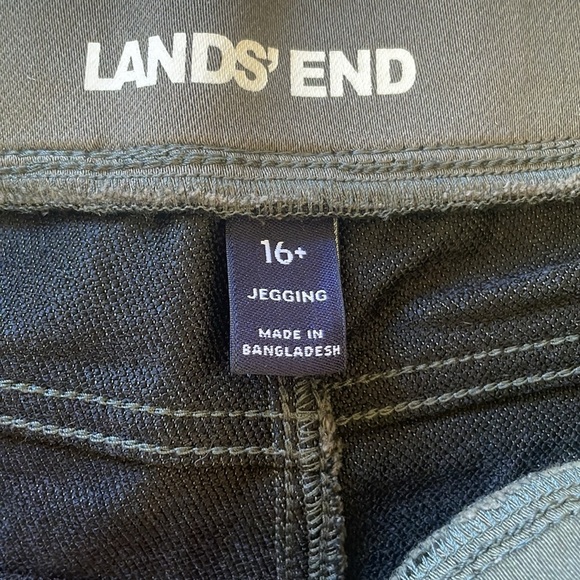 LANDS' END
16+
JEGGING
MADE IN
BANGLADESH